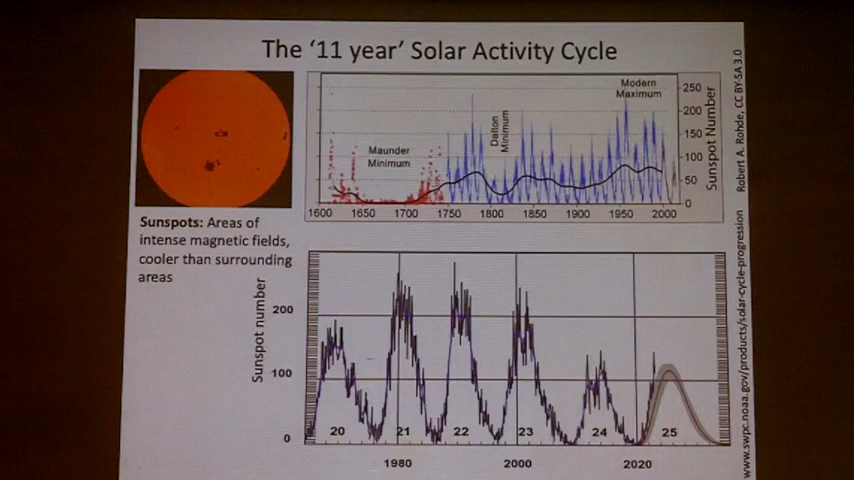 The '11 year' Solar Activity Cycle
Modern
Maximum
Dalton
Minimum
Maunder
Minimum
250
200
150
100
50
0
Sunspot Number
1600 1650 1700 1750 1800 1850 1900 1950 2000
Robert A. Rohde, CC BY-SA 3.0
Sunspots: Areas of
intense magnetic fields,
cooler than surrounding
areas
Sunspot number
200
100
0
20 21 22 23 24 25
1980 2000 2020
www.swpc.noaa.gov/products/solar-cycle-progression